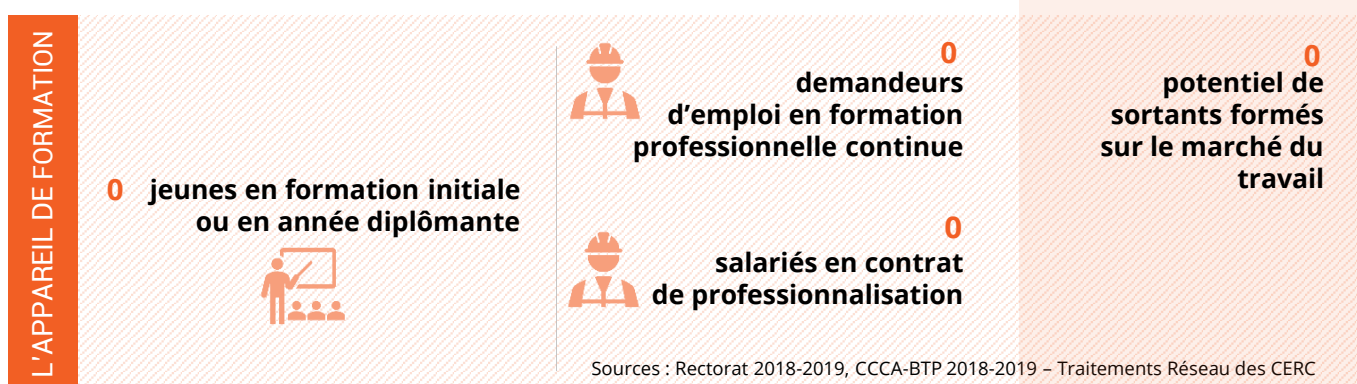 L'APPAREIL DE FORMATION
0 jeunes en formation initiale
ou en année diplômante
0
demandeurs
d'emploi en formation
professionnelle continue
0
salariés en contrat
de professionnalisation
0
potentiel de
sortants formés
sur le marché du
travail
Sources : Rectorat 2018-2019, CCCA-BTP 2018-2019 – Traitements Réseau des CERC